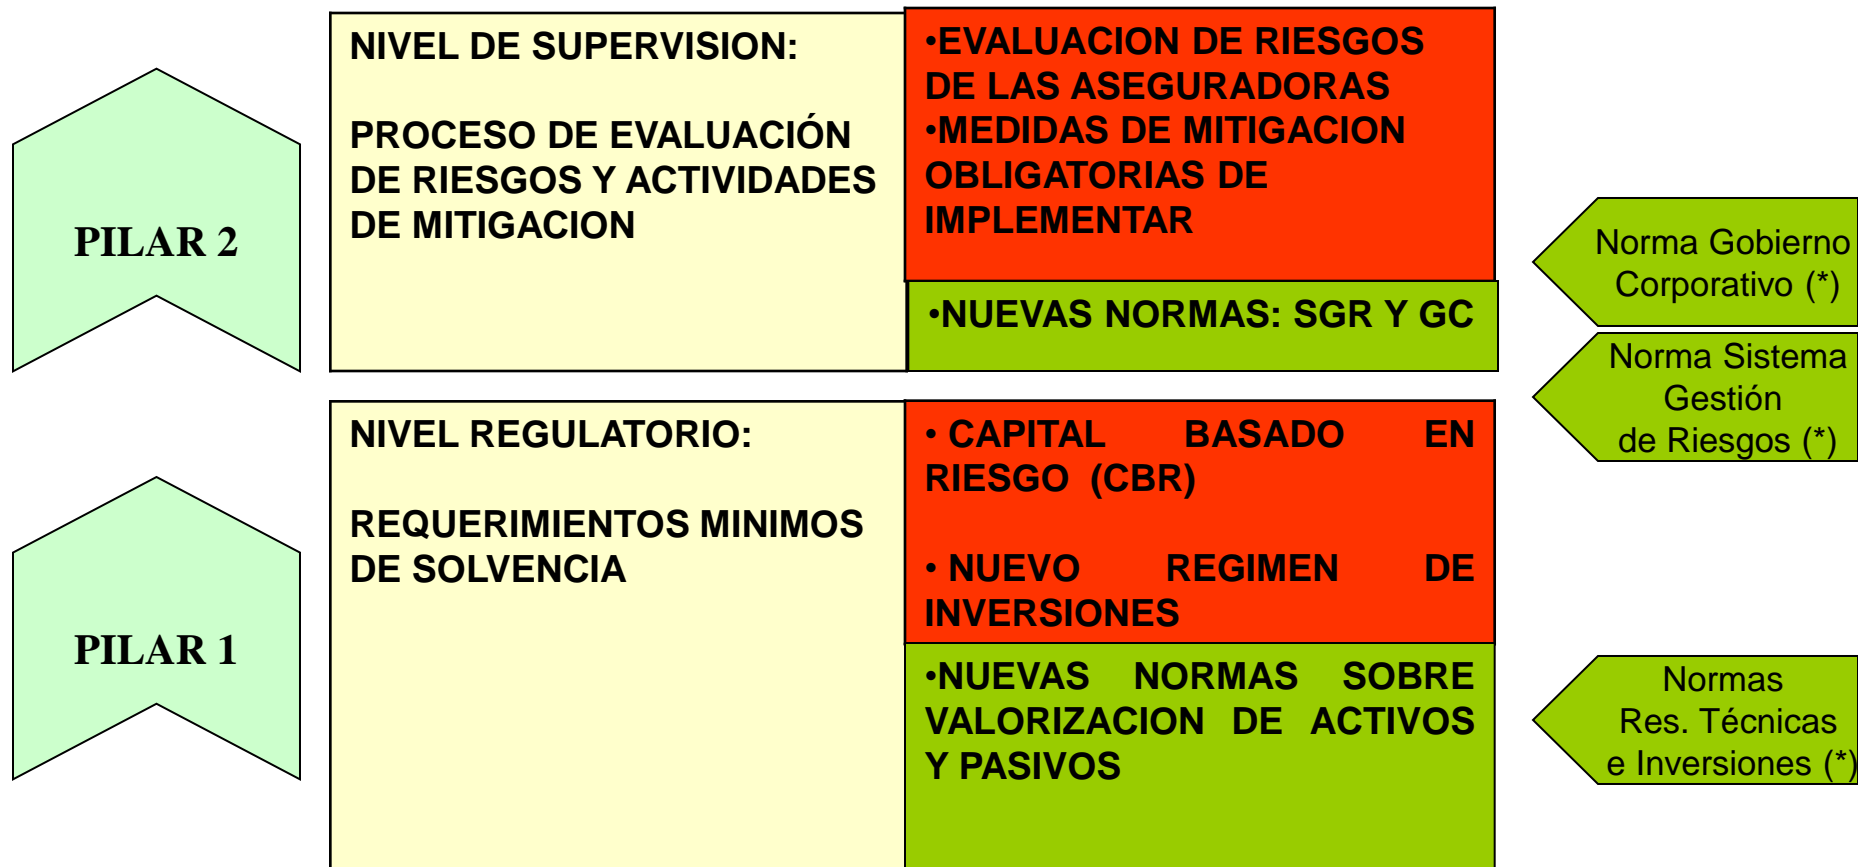 PILAR 2
NIVEL DE SUPERVISION:
PROCESO DE EVALUACIÓN
DE RIESGOS Y ACTIVIDADES
DE MITIGACION
•EVALUACION DE RIESGOS
DE LAS ASEGURADORAS
•MEDIDAS DE MITIGACION
OBLIGATORIAS DE
IMPLEMENTAR
•NUEVAS NORMAS: SGR Y GC
Norma Gobierno
Corporativo (*)
Norma Sistema
Gestión
de Riesgos (*)
PILAR 1
NIVEL REGULATORIO:
REQUERIMIENTOS MINIMOS
DE SOLVENCIA
• CAPITAL BASADO EN
RIESGO (CBR)
• NUEVO REGIMEN DE
INVERSIONES
•NUEVAS NORMAS SOBRE
VALORIZACION DE ACTIVOS
Y PASIVOS
Normas
Res. Técnicas
e Inversiones (*)